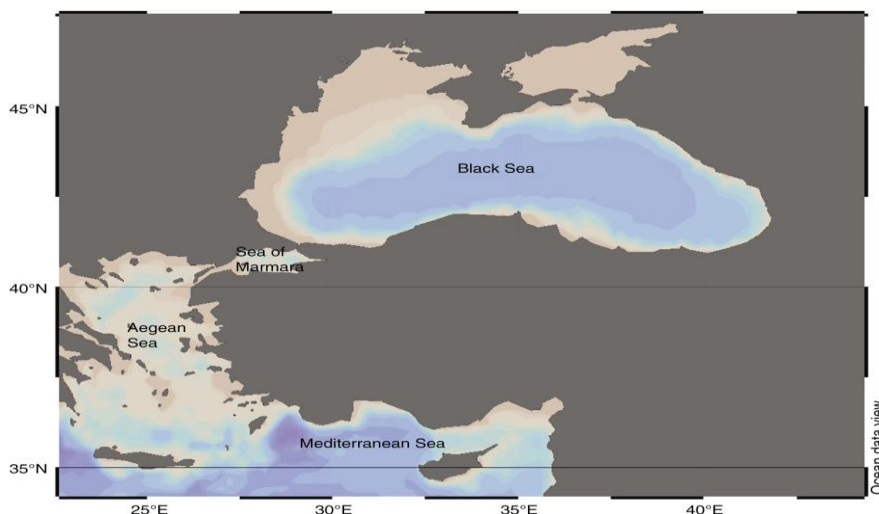 45°N
Black Sea
Sea of
Marmara
40°N
Aegean
Sea
Mediterranean Sea
35°N
Ocean data view
25°E
30°E
35°E
40°E